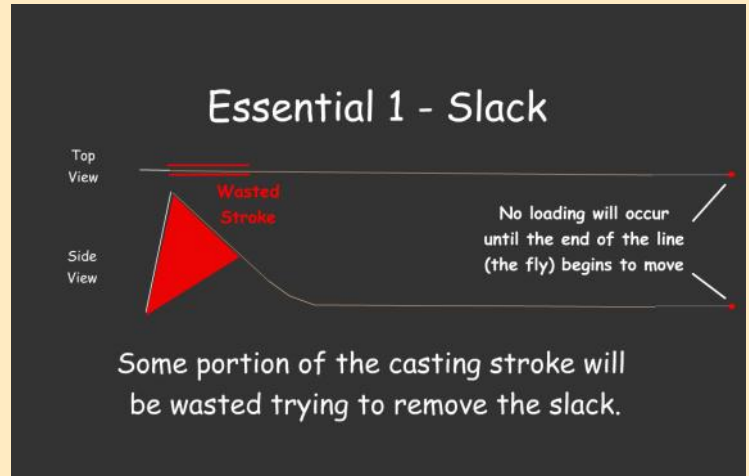 Essential 1 - Slack
Top
View
Wasted
Stroke
No loading will occur
until the end of the line
(the fly) begins to move
Side
View
Some portion of the casting stroke will
be wasted trying to remove the slack.